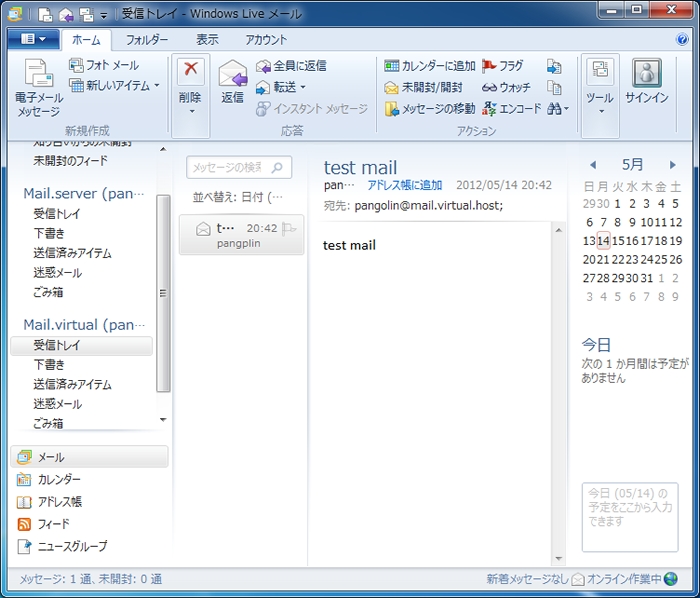 受信トレイ - Windows Live メール
ホーム フォルダー 表示 アカウント
電子メール メッセージ
フォト メール
新しいアイテム
新規作成
削除
返信
全員に返信
転送
インスタント メッセージ
応答
カレンダーに追加
未開封/開封
メッセージの移動
フラグ
ウォッチ
エンコード
アクション
ツール
サインイン
知り合いからの未開封
未開封のフィード
Mail.server (pan…
受信トレイ
下書き
送信済みアイテム
迷惑メール
ごみ箱
Mail.virtual (pan…
受信トレイ
下書き
送信済みアイテム
迷惑メール
ごみ箱
メール
カレンダー
アドレス帳
フィード
ニュースグループ
メッセージの検索
並べ替え: 日付 (…
t… 20:42
pangplin
test mail
pan… アドレス帳に追加 2012/05/14 20:42
宛先: pangolin@mail.virtual.host;
test mail
5月
日 月 火 水 木 金 土
29 30 1 2 3 4 5
6 7 8 9 10 11 12
13 14 15 16 17 18 19
20 21 22 23 24 25 26
27 28 29 30 31 1 2
3 4 5 6 7 8 9
今日
次の 1 か月間は予定が
ありません
今日 (05/14) の
予定をここから入力
できます
メッセージ: 1 通、未開封: 0 通
新着メッセージなし オンライン作業中